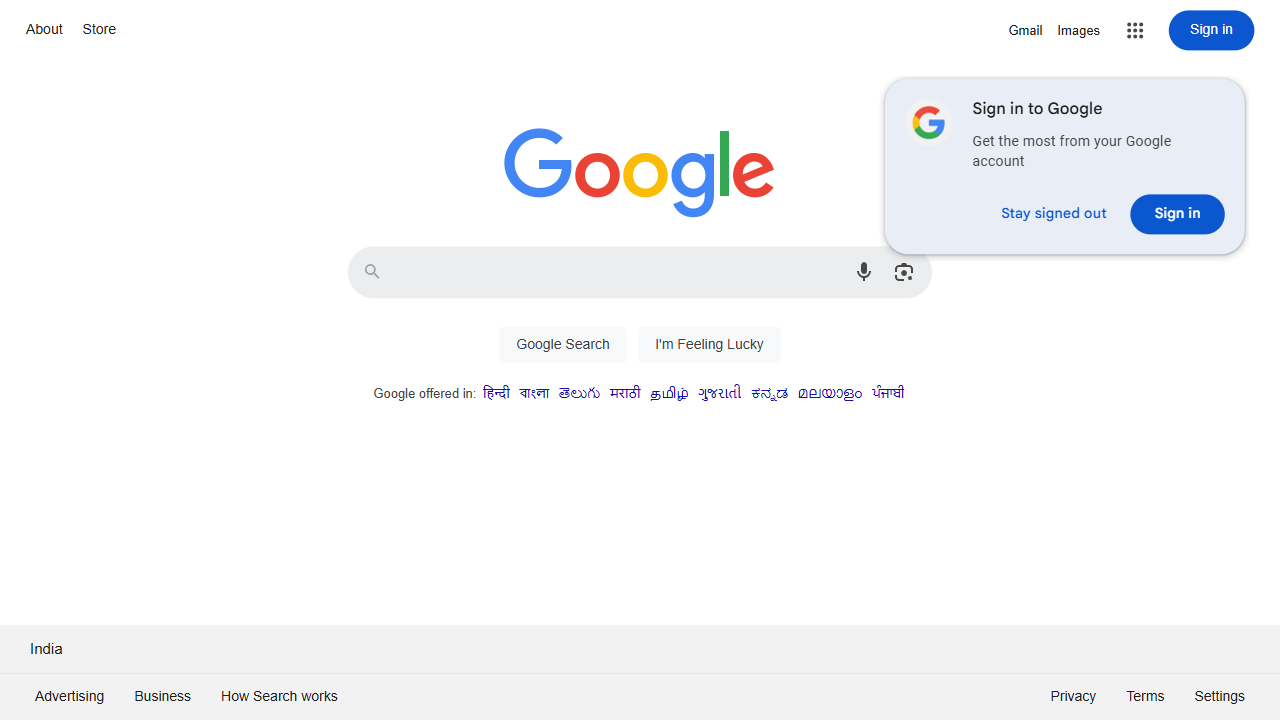 About Store
Gmail Images Sign in
Google
Sign in to Google
Get the most from your Google
account
Stay signed out Sign in
Google Search I'm Feeling Lucky
Google offered in: हिन्दी বাংলা తెలుగు मराठी தமிழ் ગુજરાતી ಕನ್ನಡ മലയാളം ਪੰਜਾਬੀ
India
Advertising Business How Search works
Privacy Terms Settings